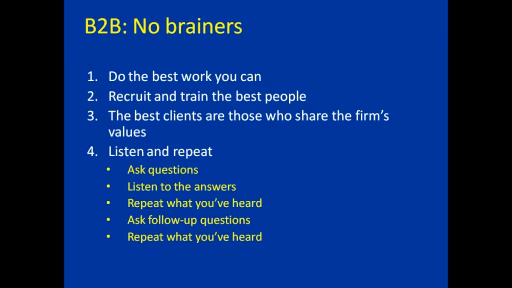 B2B: No brainers
1. Do the best work you can
2. Recruit and train the best people
3. The best clients are those who share the firm's
values
4. Listen and repeat
• Ask questions
• Listen to the answers
• Repeat what you've heard
• Ask follow-up questions
• Repeat what you've heard